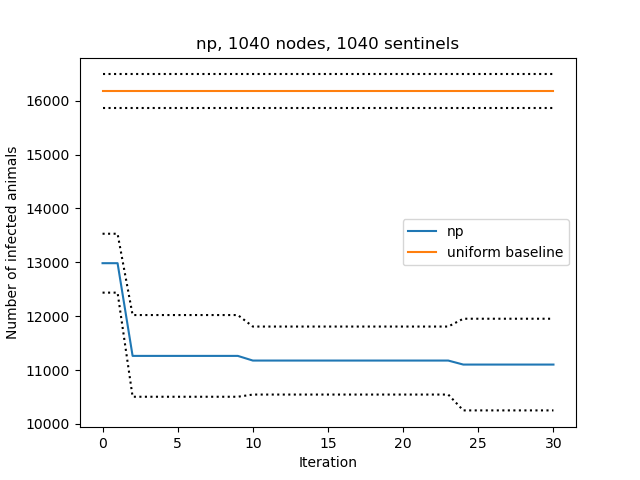 np, 1040 nodes, 1040 sentinels
Number of infected animals
16000
15000
14000
13000
12000
11000
10000
np
uniform baseline
0 5 10 15 20 25 30
Iteration